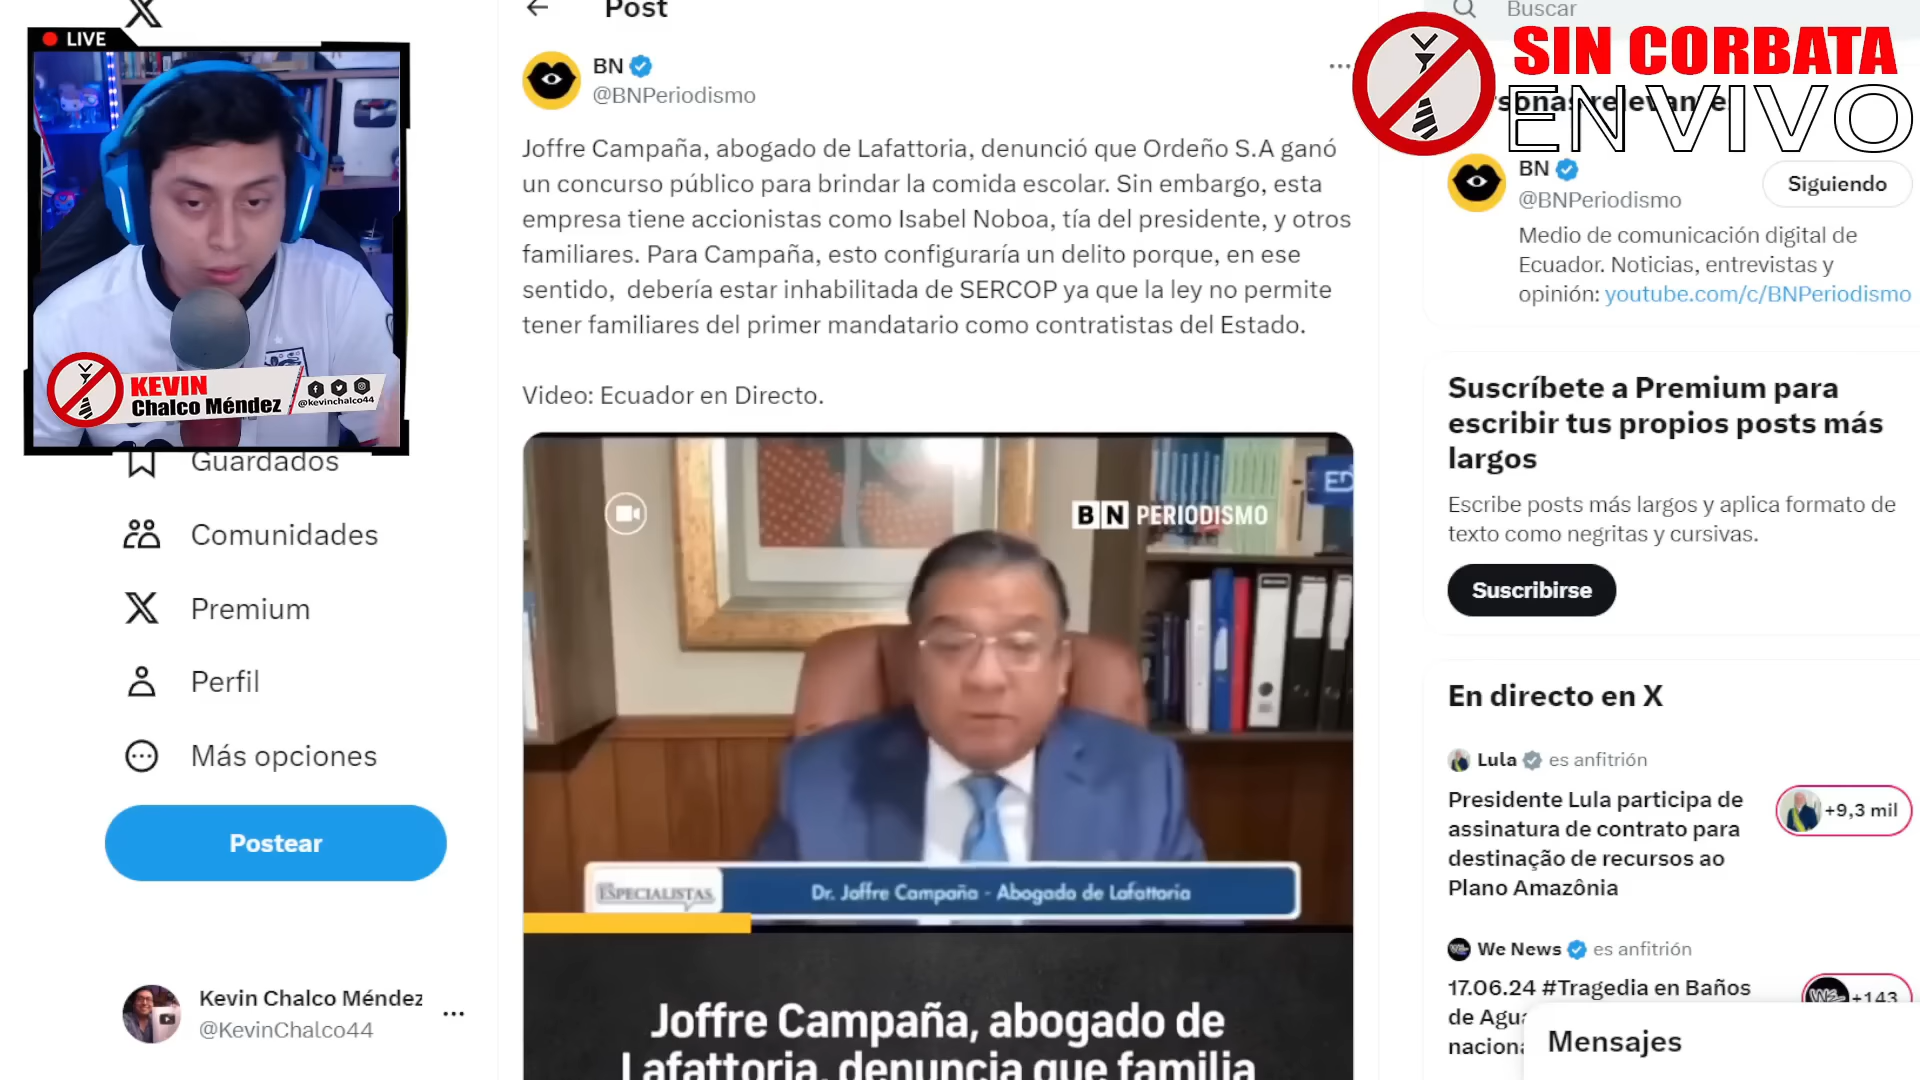 LIVE
KEVIN
Chalco Méndez
@kevinchalco44
Guardados
Comunidades
Premium
Perfil
Más opciones
Postear
Kevin Chalco Méndez
@KevinChalco44
Post
BN
@BNPeriodismo
Joffre Campaña, abogado de Lafattoria, denunció que Ordeño S.A ganó
un concurso público para brindar la comida escolar. Sin embargo, esta
empresa tiene accionistas como Isabel Noboa, tía del presidente, y otros
familiares. Para Campaña, esto configuraría un delito porque, en ese
sentido,  debería estar inhabilitada de SERCOP ya que la ley no permite
tener familiares del primer mandatario como contratistas del Estado.
Video: Ecuador en Directo.
BN PERIODISMO
ED
ESPECIALISTAS
Dr. Joffre Campaña - Abogado de Lafattoria
Joffre Campaña, abogado de
Lafattoria, denuncia que familia
Buscar
SIN CORBATA
EN VIVO
sonas relevante
BN
@BNPeriodismo
Siguiendo
Medio de comunicación digital de
Ecuador. Noticias, entrevistas y
opinión: youtube.com/c/BNPeriodismo
Suscríbete a Premium para
escribir tus propios posts más
largos
Escribe posts más largos y aplica formato de
texto como negritas y cursivas.
Suscribirse
En directo en X
Lula es anfitrión
Presidente Lula participa de
assinatura de contrato para
destinação de recursos ao
Plano Amazônia
+9,3 mil
We News es anfitrión
17.06.24 #Tragedia en Baños
de Agua
naciona
+143
Mensajes